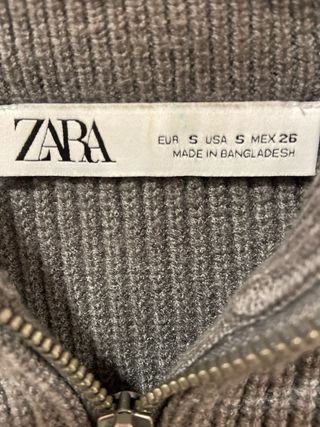 ZARA
EUR S USA S MEX 26
MADE IN BANGLADESH